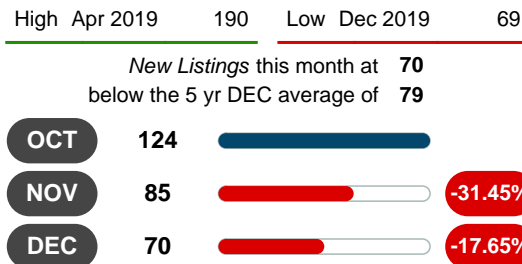 High Apr 2019 190 Low Dec 2019 69
New Listings this month at 70
below the 5 yr DEC average of 79
OCT 124
NOV 85 -31.45%
DEC 70 -17.65%